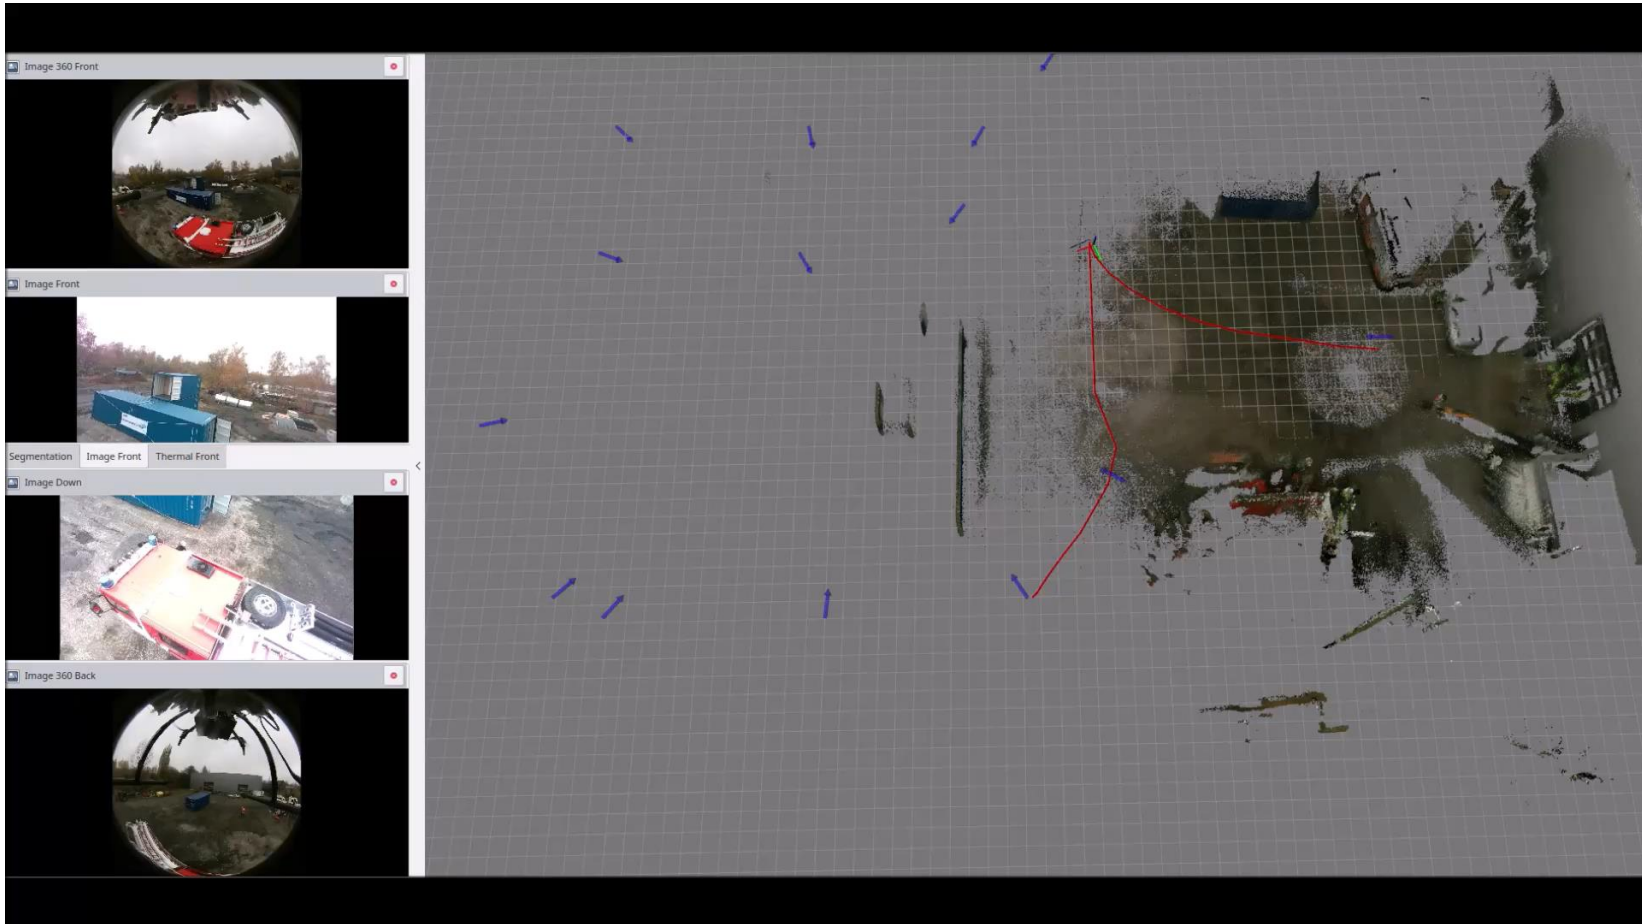 Image 360 Front
Image Front
Segmentation
Image Front
Thermal Front
Image Down
Image 360 Back